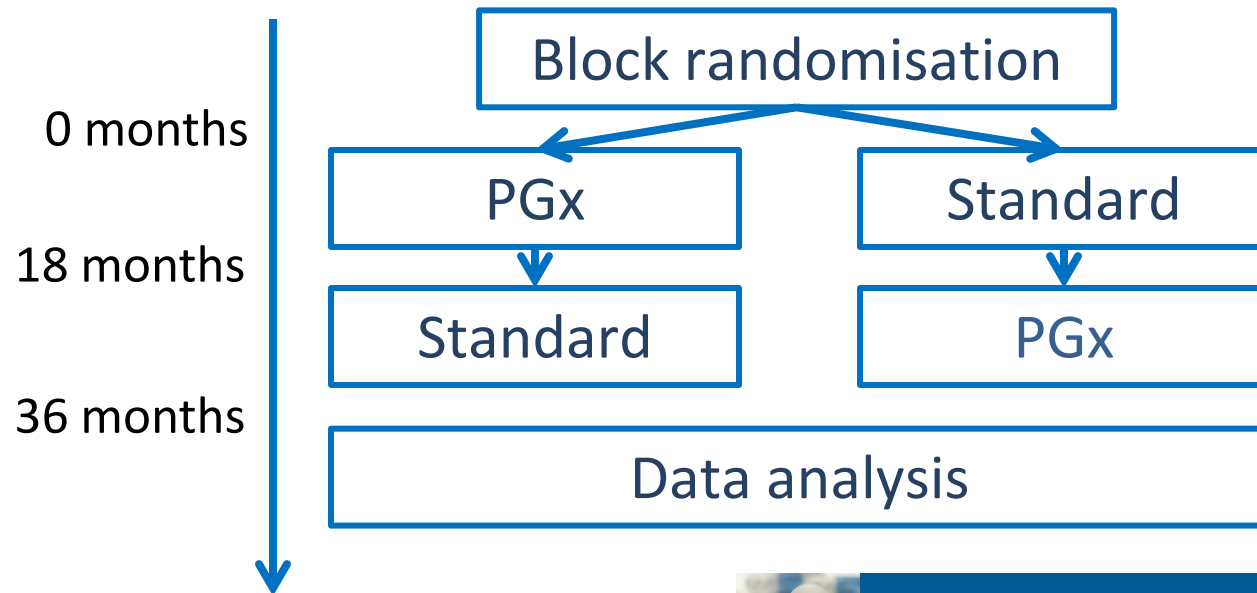 Block randomisation
0 months
PGx
Standard
18 months
Standard
PGx
36 months
Data analysis